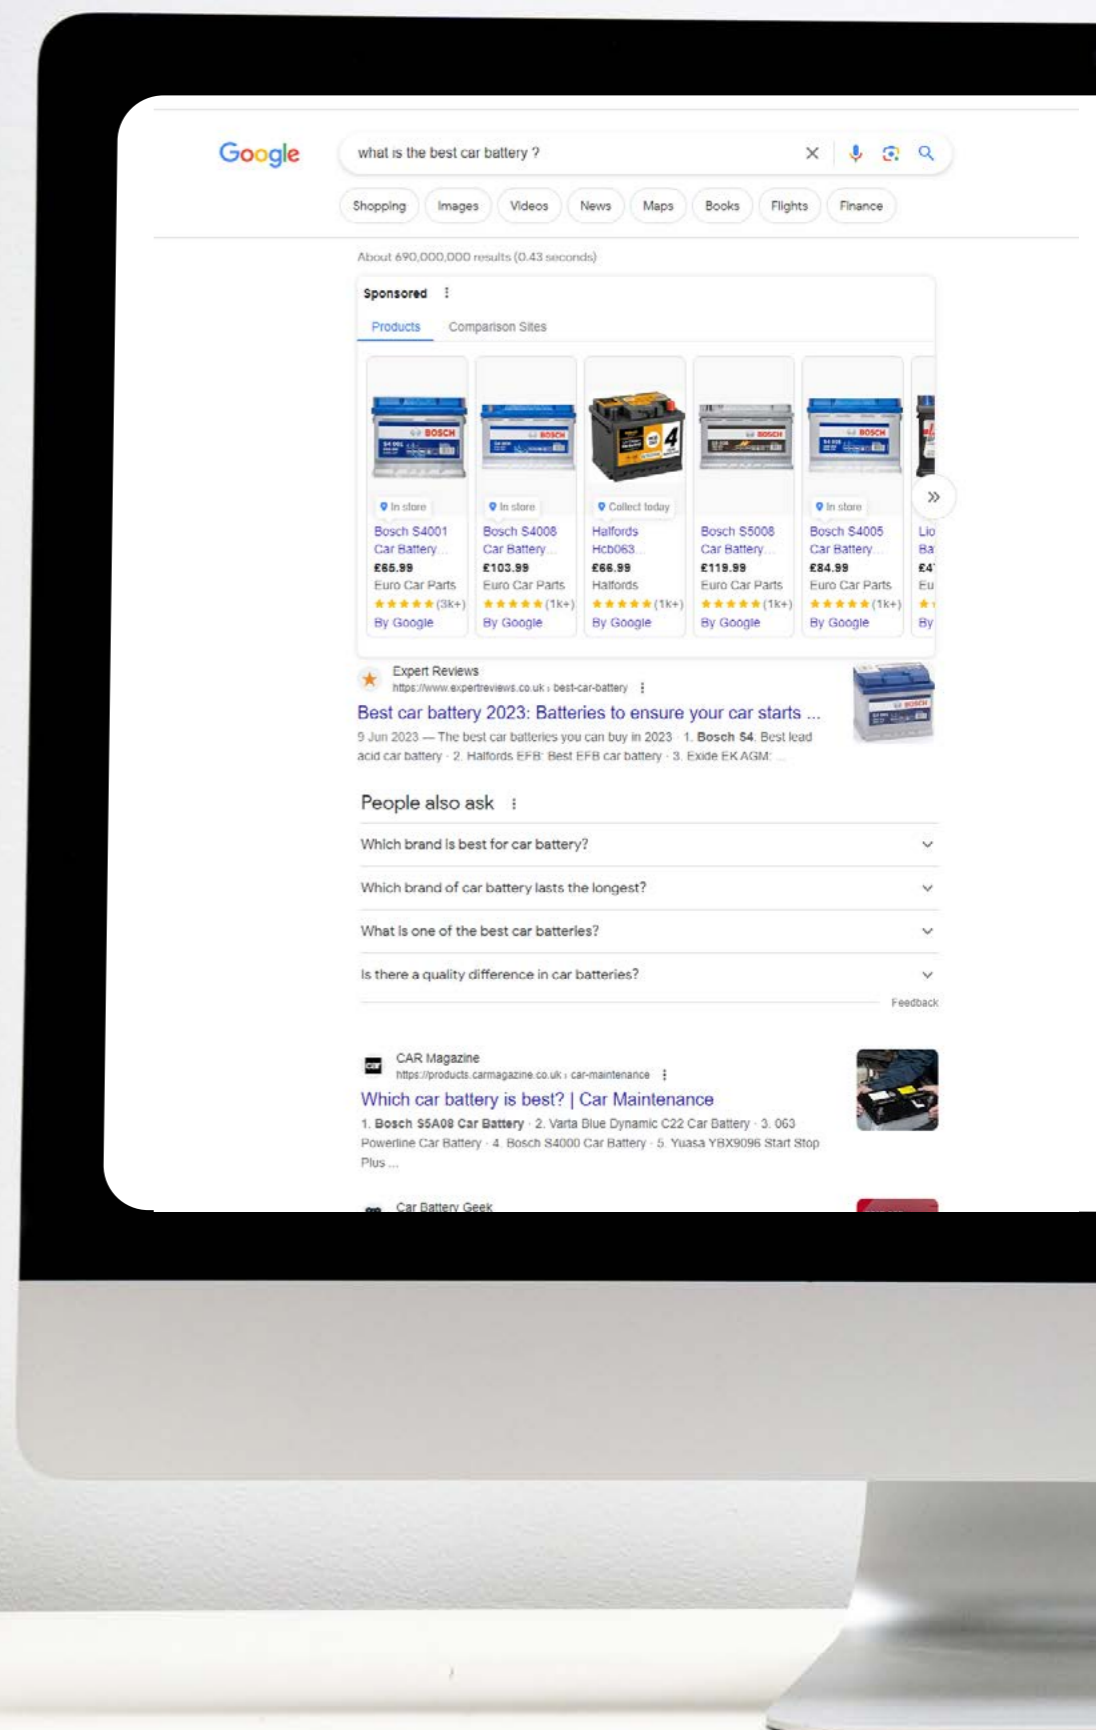 Google
what is the best car battery ?
Shopping Images Videos News Maps Books Flights Finance
About 690,000,000 results (0.43 seconds)
Sponsored
Products Comparison Sites
BOSCH
BOSCH
4
BOSCH
BOSCH
In store
In store
Collect today
In store
Bosch S4001
Car Battery...
£65.99
Euro Car Parts
(3k+)
By Google
Bosch S4008
Car Battery...
£103.99
Euro Car Parts
(1k+)
By Google
Halfords
Hcb063...
£66.99
Halfords
(1k+)
By Google
Bosch S5008
Car Battery...
£119.99
Euro Car Parts
(1k+)
By Google
Bosch S4005
Car Battery...
£84.99
Euro Car Parts
(1k+)
By Google
Lio
Ba
£4
Eu
By
Expert Reviews
https://www.expertreviews.co.uk › best-car-battery
Best car battery 2023: Batteries to ensure your car starts ...
9 Jun 2023 — The best car batteries you can buy in 2023 · 1. Bosch S4: Best lead
acid car battery · 2. Halfords EFB: Best EFB car battery · 3. Exide EK AGM: ...
BOSCH
People also ask
Which brand is best for car battery?
Which brand of car battery lasts the longest?
What is one of the best car batteries?
Is there a quality difference in car batteries?
Feedback
CAR Magazine
https://products.carmagazine.co.uk › car-maintenance
Which car battery is best? | Car Maintenance
1. Bosch S5A08 Car Battery · 2. Varta Blue Dynamic C22 Car Battery · 3. 063
Powerline Car Battery · 4. Bosch S4000 Car Battery · 5. Yuasa YBX9096 Start Stop
Plus ...
Car Battery Geek